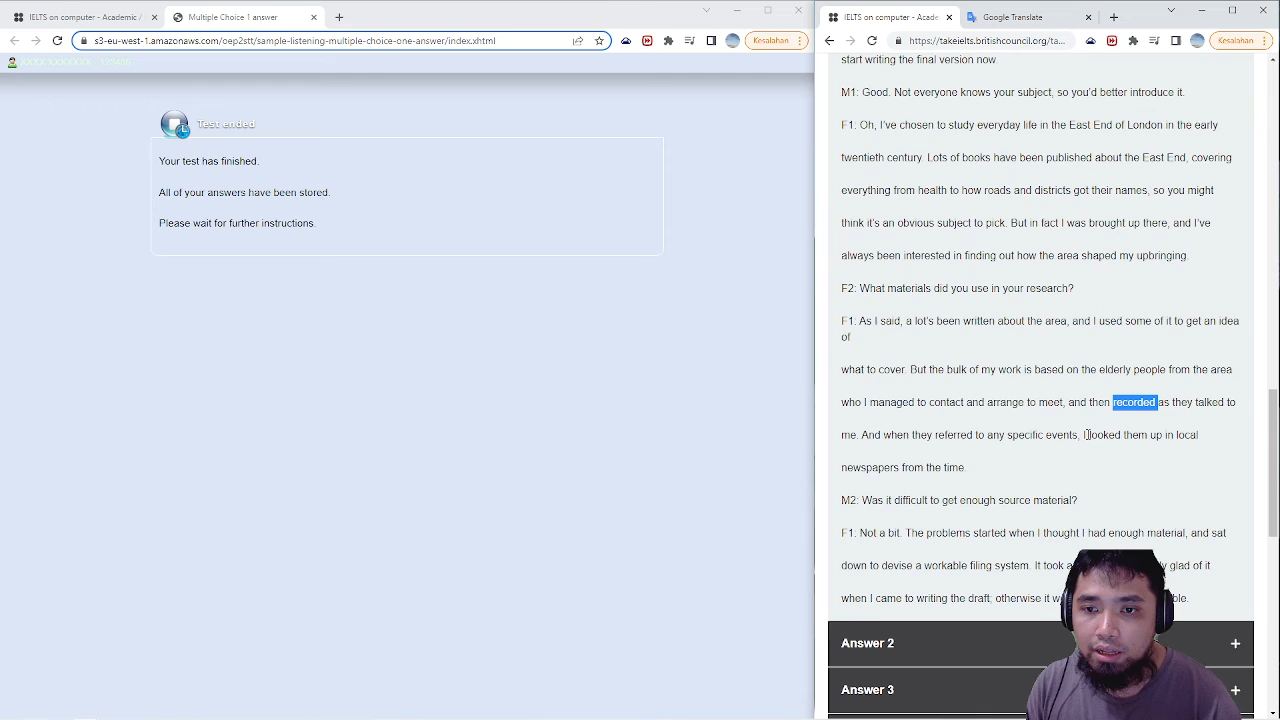 IELTS on computer - Academic /
Multiple Choice 1 answer
s3-eu-west-1.amazonaws.com/oep2stt/sample-listening-multiple-choice-one-answer/index.xhtml
Kesalahan
Test ended
Your test has finished.
All of your answers have been stored.
Please wait for further instructions.
IELTS on computer - Acade
Google Translate
https://takeielts.britishcouncil.org/ta...
Kesalahan
start writing the final version now
M1: Good. Not everyone knows your subject, so you'd better introduce it.
F1. Oh, I've chosen to study everyday life in the East End of London in the early
twentieth century. Lots of books have been published about the East End, covering
everything from health to how roads and districts got their names, so you might
think it's an obvious subject to pick. But in fact I was brought up there, and I've
always been interested in finding out how the area shaped my upbringing.
F2: What materials did you use in your research?
F1. As I said, a lot's been written about the area, and I used some of it to get an idea
of
what to cover. But the bulk of my work is based on the elderly people from the area
who I managed to contact and arrange to meet, and then recorded as they talked to
me. And when they referred to any specific events, I looked them up in local
newspapers from the time.
M2: Was it difficult to get enough source material?
F1: Not a bit. The problems started when I thought I had enough material, and sat
down to devise a workable filing system. It took glad of it
when I came to writing the draft; otherwise it
Answer 2
+
Answer 3
+